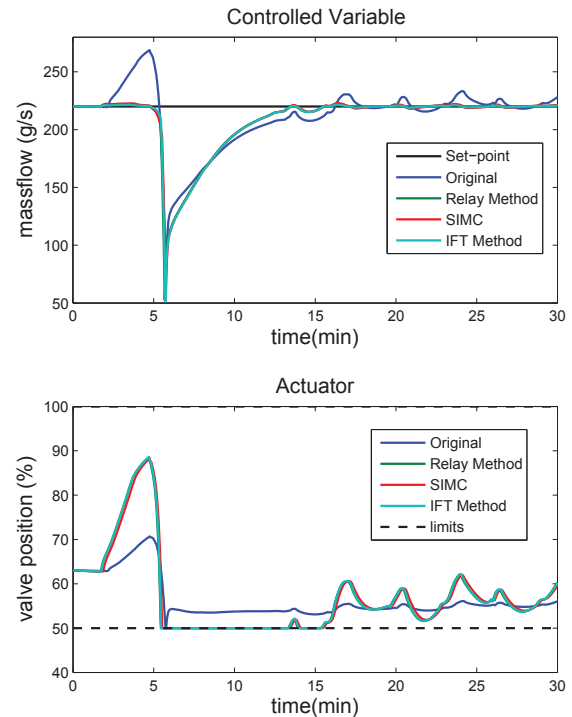 Controlled Variable
massflow (g/s)
250
200
150
100
50
Set−point
Original
Relay Method
SIMC
IFT Method
0 5 10 15 20 25 30
time(min)
Actuator
valve position (%)
100
90
80
70
60
50
40
Original
Relay Method
SIMC
IFT Method
limits
0 5 10 15 20 25 30
time(min)